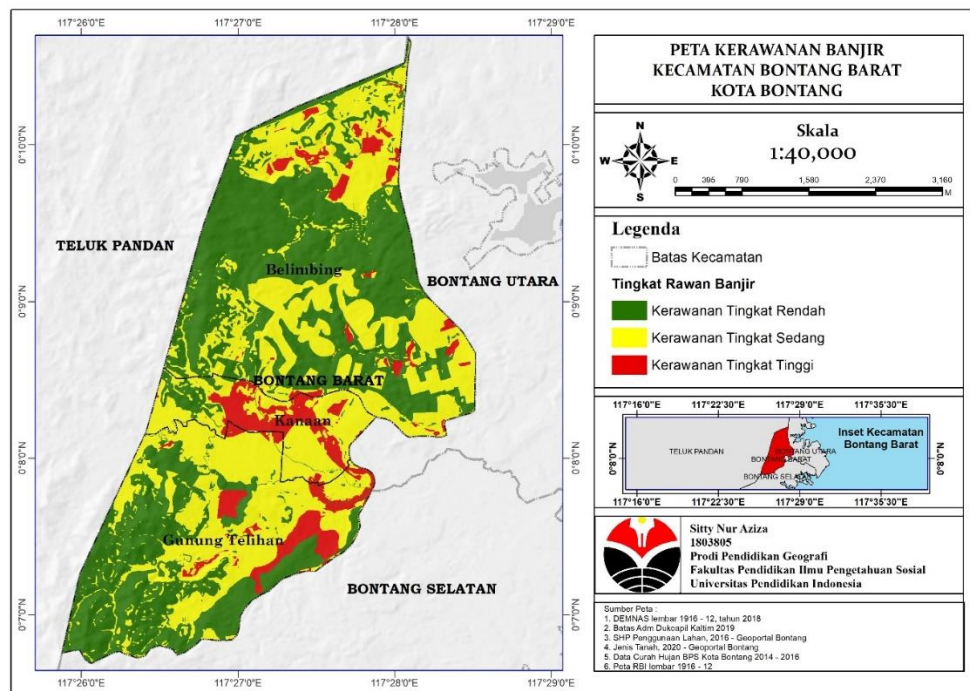 117°26'0"E 117°27'0"E 117°28'0"E 117°29'0"E
0°10'0"N 0°10'0"N
0°9'0"N 0°9'0"N
0°8'0"N 0°8'0"N
0°7'0"N 0°7'0"N
TELUK PANDAN
Belimbing
BONTANG UTARA
BONTANG BARAT
Kanaan
Gunung Telihan
BONTANG SELATAN
117°26'0"E 117°27'0"E 117°28'0"E 117°29'0"E
PETA KERAWANAN BANJIR
KECAMATAN BONTANG BARAT
KOTA BONTANG
N
W E
S
Skala
1:40,000
0 395 790 1,580 2,370 3,160
M
Legenda
Batas Kecamatan
Tingkat Rawan Banjir
Kerawanan Tingkat Rendah
Kerawanan Tingkat Sedang
Kerawanan Tingkat Tinggi
117°16'0"E 117°22'30"E 117°29'0"E 117°35'30"E
0°8'0"N 0°8'0"N
Inset Kecamatan
Bontang Barat
TELUK PANDAN
BONTANG UTARA
BONTANG BARAT
BONTANG SELATAN
117°16'0"E 117°22'30"E 117°29'0"E 117°35'30"E
Sitty Nur Aziza
1803805
Prodi Pendidikan Geografi
Fakultas Pendidikan Ilmu Pengetahuan Sosial
Universitas Pendidikan Indonesia
Sumber Peta :
1. DEMNAS lembar 1916 - 12, tahun 2018
2. Batas Adm Dukcapil Kaltim 2019
3. SHP Penggunaan Lahan, 2016 - Geoportal Bontang
4. Jenis Tanah, 2020 - Geoportal Bontang
5. Data Curah Hujan BPS Kota Bontang 2014 - 2016
6. Peta RBI lembar 1916 - 12